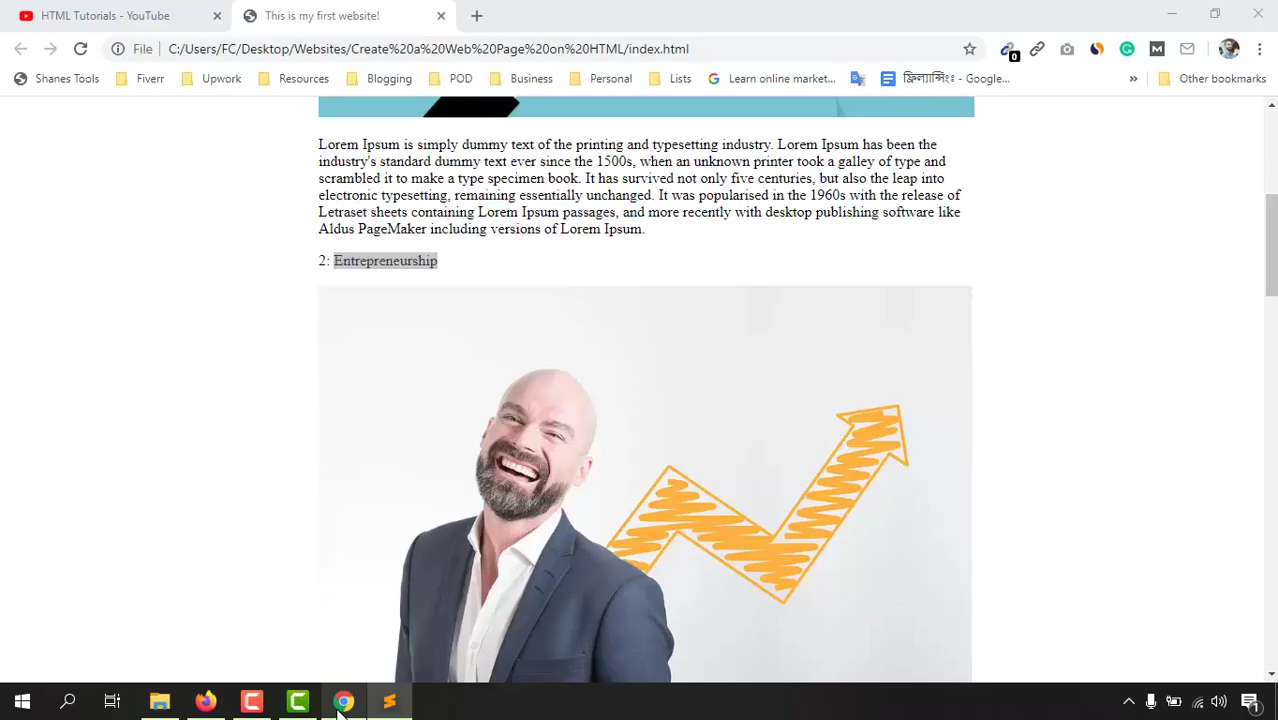 HTML Tutorials - YouTube
This is my first website!
File
C:/Users/FC/Desktop/Websites/Create%20a%20Web%20Page%20on%20HTML/index.html
0
Shanes Tools
Fiverr
Upwork
Resources
Blogging
POD
Business
Personal
Lists
Learn online market...
ফ্রিল্যান্সিংঃ - Google...
Other bookmarks
Lorem Ipsum is simply dummy text of the printing and typesetting industry. Lorem Ipsum has been the
industry's standard dummy text ever since the 1500s, when an unknown printer took a galley of type and
scrambled it to make a type specimen book. It has survived not only five centuries, but also the leap into
electronic typesetting, remaining essentially unchanged. It was popularised in the 1960s with the release of
Letraset sheets containing Lorem Ipsum passages, and more recently with desktop publishing software like
Aldus PageMaker including versions of Lorem Ipsum.
2: Entrepreneurship
1